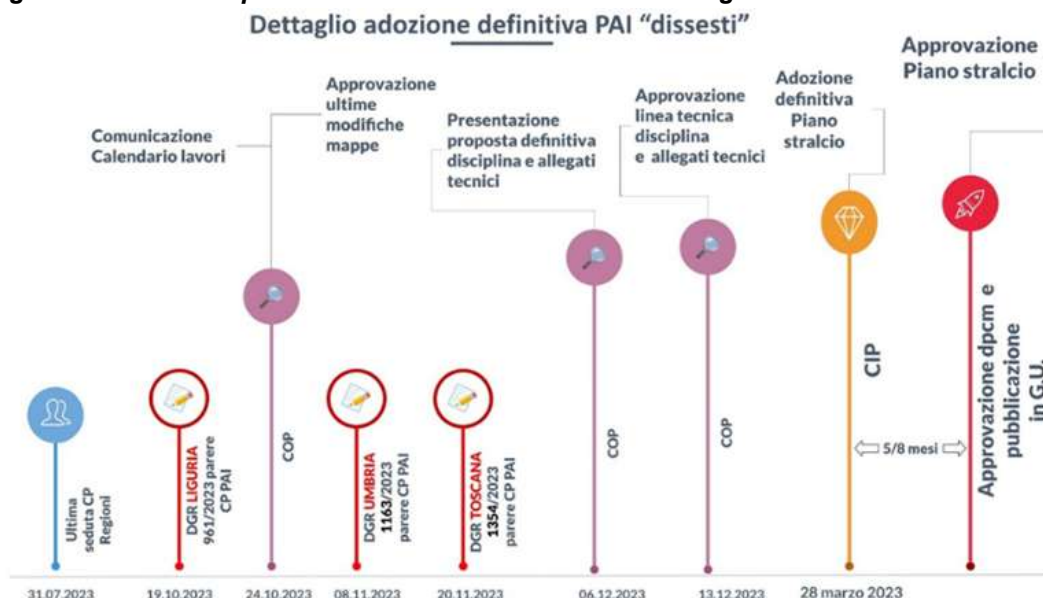 Dettaglio adozione definitiva PAI “dissesti”
Approvazione
Piano stralcio
Adozione
definitiva
Piano
stralcio
Approvazione
linea tecnica
disciplina
e allegati tecnici
Approvazione
ultime
modifiche
mappe
Presentazione
proposta definitiva
disciplina e allegati
tecnici
Comunicazione
Calendario lavori
Ultima
seduta CP
Regioni
DGR LIGURIA
961/2023 parere
CP PAI
COP
DGR UMBRIA
1163/2023
parere CP PAI
DGR TOSCANA
1354/2023
parere CP PAI
COP
COP
CIP
5/8 mesi
Approvazione dpcm e
pubblicazione
in G.U.
31.07.2023
19.10.2023
24.10.2023
08.11.2023
20.11.2023
06.12.2023
13.12.2023
28 marzo 2023